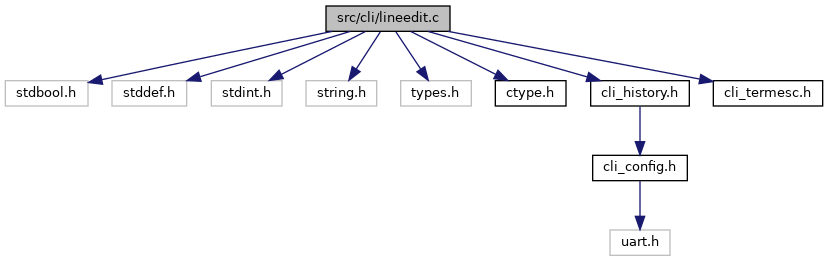 src/cli/lineedit.c
stdbool.h
stddef.h
stdint.h
string.h
types.h
ctype.h
cli_history.h
cli_termesc.h
cli_config.h
uart.h